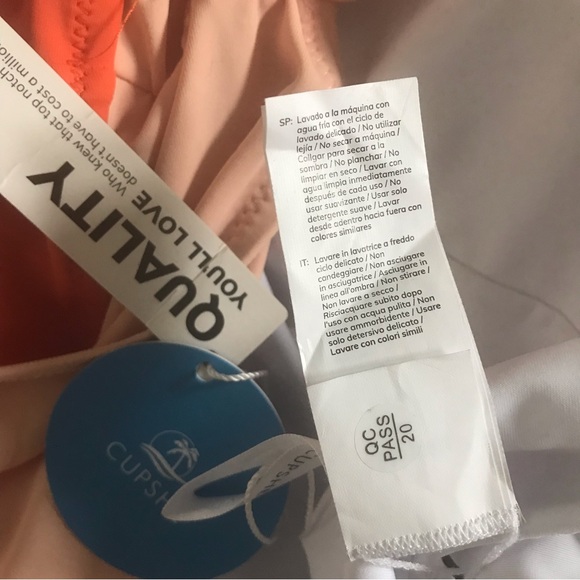 Who knew that top notch
doesn't have to cost a million
QUALITY
YOU'LL LOVE
CUPSH
CUPSH
SP: Lavado a la máquina con
agua fria con el ciclo de
lavado delicado / No utilizar
lejía / No secar a máquina /
Collgar para secar a la
sombra / No planchar / No
limpiar en seco / Lavar con
agua limpia inmediatamente
después de cada uso / No
usar suavizante / Usar solo
detergente suave / Lavar
desde adentro hacia fuera con
colores similares
IT: Lavare in lavatrice a freddo
ciclo delicato / Non
candeggiare / Non asciugare
in asciugatrice / Asciugare in
linea all'ombra / Non stirare /
Non lavare a secco /
Risciacquare subito dopo
l'uso con acqua pulita / Non
usare ammorbidente / Usare
solo detersivo delicato /
Lavare con colori simili
QC
PASS
20